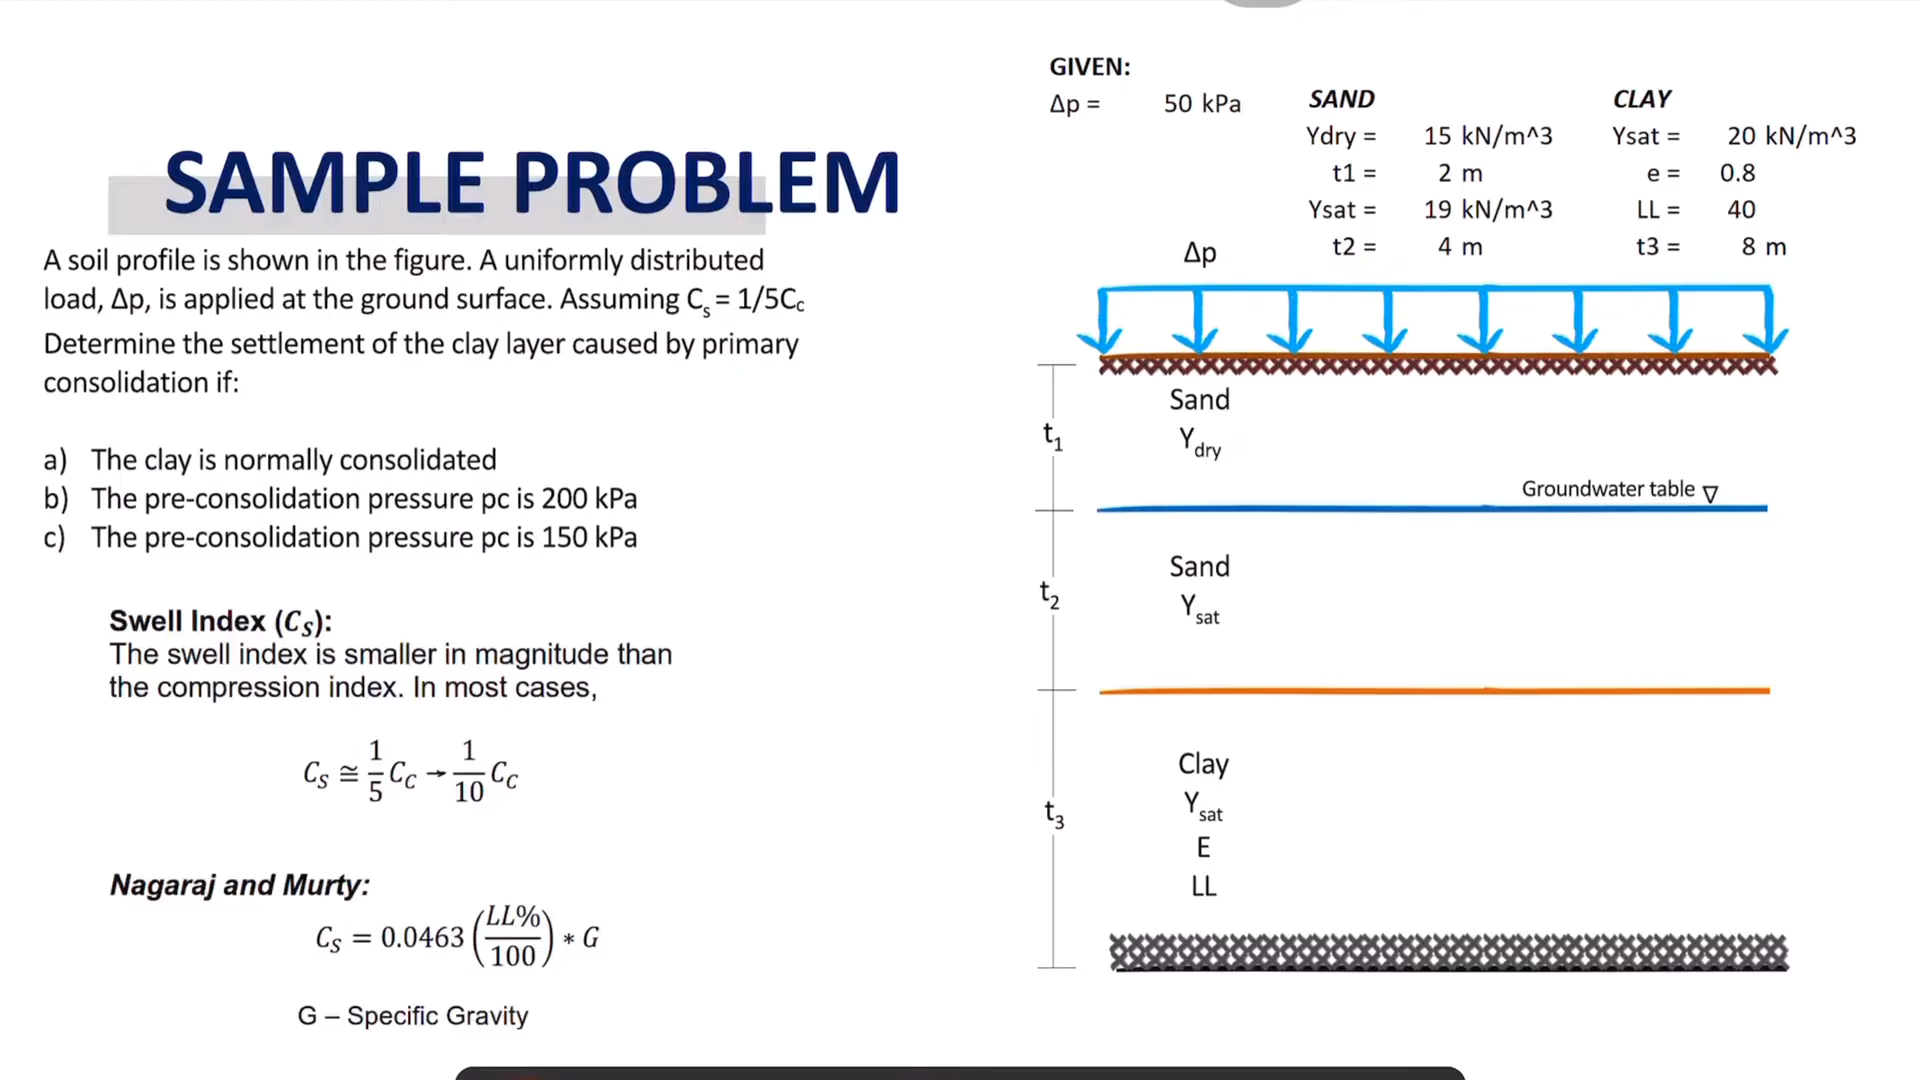 SAMPLE PROBLEM
A soil profile is shown in the figure. A uniformly distributed
load, Δp, is applied at the ground surface. Assuming Cs = 1/5Cc
Determine the settlement of the clay layer caused by primary
consolidation if:
a) The clay is normally consolidated
b) The pre-consolidation pressure pc is 200 kPa
c) The pre-consolidation pressure pc is 150 kPa
Swell Index (C_S):
The swell index is smaller in magnitude than
the compression index. In most cases,
C_S ≅ 1/5 C_C → 1/10 C_C
Nagaraj and Murty:
C_S = 0.0463 (LL%/100) * G
G – Specific Gravity
GIVEN:
Δp = 50 kPa
SAND
Ydry = 15 kN/m^3
t1 = 2 m
Ysat = 19 kN/m^3
t2 = 4 m
CLAY
Ysat = 20 kN/m^3
e = 0.8
LL = 40
t3 = 8 m
Δp
t1
Sand
Ydry
Groundwater table
t2
Sand
Ysat
t3
Clay
Ysat
E
LL